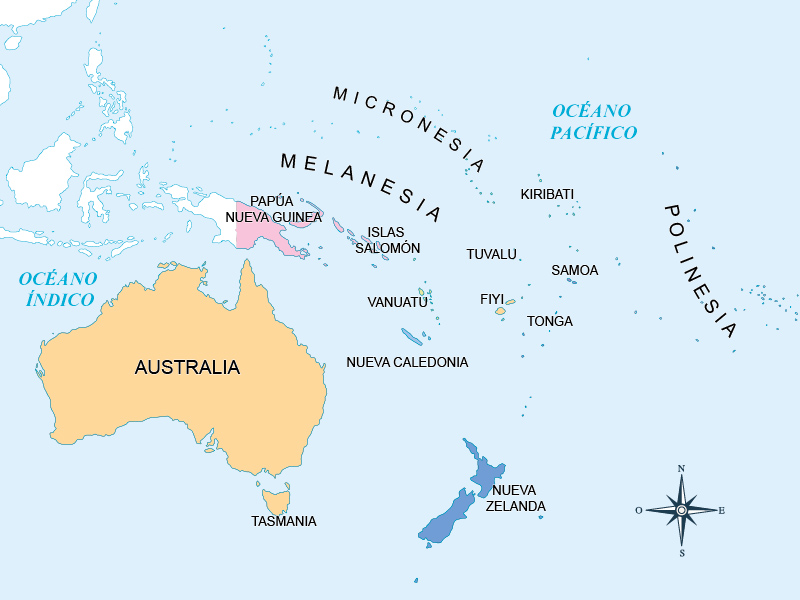 MICRONESIA
OCÉANO
PACÍFICO
MELANESIA
KIRIBATI
PAPÚA
NUEVA GUINEA
POLINESIA
ISLAS
SALOMÓN
TUVALU
SAMOA
OCÉANO
ÍNDICO
VANUATU
FIYI
TONGA
AUSTRALIA
NUEVA CALEDONIA
NUEVA
ZELANDA
TASMANIA
N
O
E
S